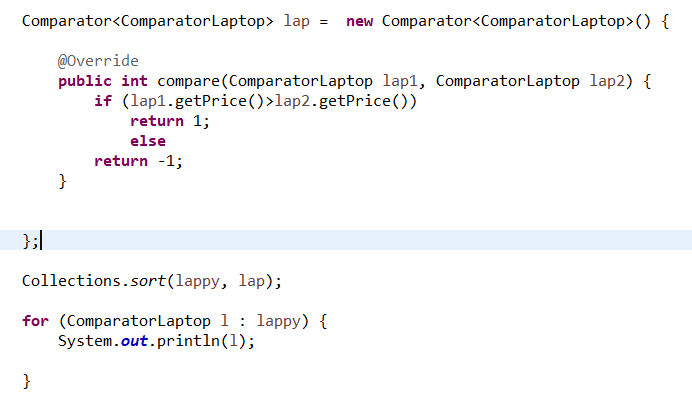 Comparator<ComparatorLaptop> lap =  new Comparator<ComparatorLaptop>() {
@Override
public int compare(ComparatorLaptop lap1, ComparatorLaptop lap2) {
if (lap1.getPrice()>lap2.getPrice())
return 1;
else
return -1;
}
};
Collections.sort(lappy, lap);
for (ComparatorLaptop l : lappy) {
System.out.println(l);
}